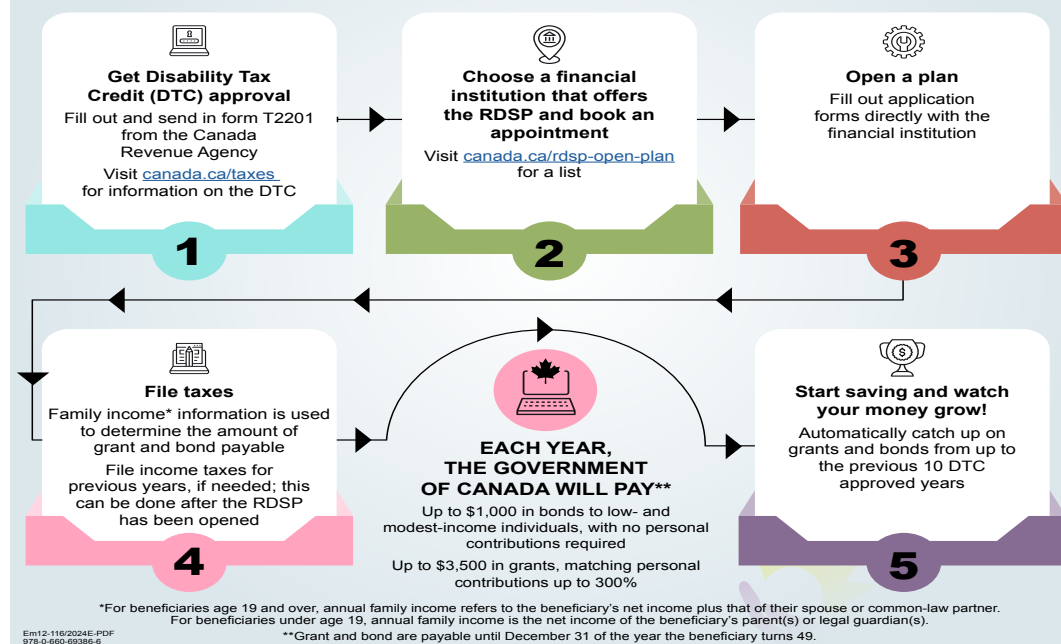 Get Disability Tax
Credit (DTC) approval
Fill out and send in form T2201
from the Canada
Revenue Agency
Visit canada.ca/taxes
for information on the DTC
1
Choose a financial
institution that offers
the RDSP and book an
appointment
Visit canada.ca/rdsp-open-plan
for a list
2
Open a plan
Fill out application
forms directly with the
financial institution
3
File taxes
Family income* information is used
to determine the amount of
grant and bond payable
File income taxes for
previous years, if needed; this
can be done after the RDSP
has been opened
4
EACH YEAR,
THE GOVERNMENT
OF CANADA WILL PAY**
Up to $1,000 in bonds to low- and
modest-income individuals, with no personal
contributions required
Up to $3,500 in grants, matching personal
contributions up to 300%
Start saving and watch
your money grow!
Automatically catch up on
grants and bonds from up to
the previous 10 DTC
approved years
5
*For beneficiaries age 19 and over, annual family income refers to the beneficiary's net income plus that of their spouse or common-law partner.
For beneficiaries under age 19, annual family income is the net income of the beneficiary's parent(s) or legal guardian(s).
**Grant and bond are payable until December 31 of the year the beneficiary turns 49.
Em12-116/2024E-PDF
978-0-660-69386-6